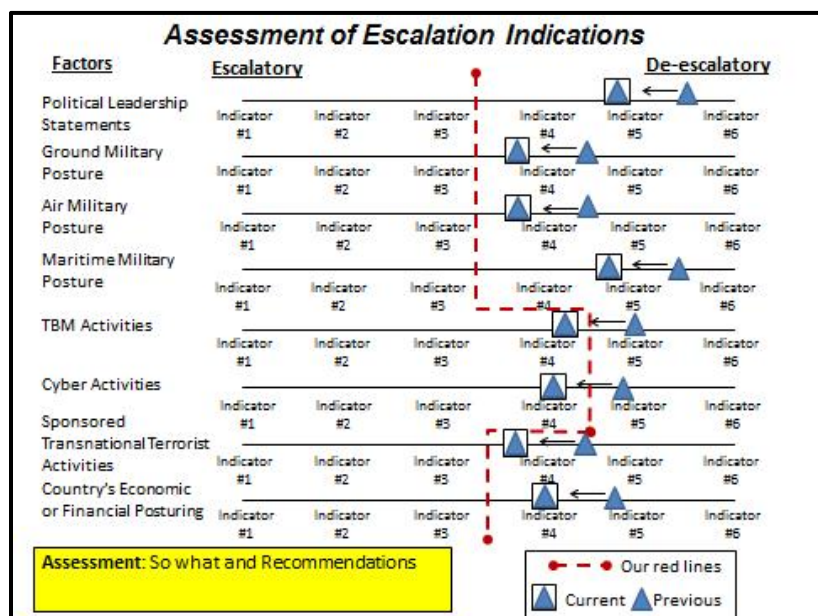 Assessment of Escalation Indications
Factors
Escalatory
De-escalatory
Political Leadership
Statements
Indicator Indicator Indicator Indicator Indicator Indicator
#1 #2 #3 #4 #5 #6
Ground Military
Posture
Indicator Indicator Indicator Indicator Indicator Indicator
#1 #2 #3 #4 #5 #6
Air Military
Posture
Indicator Indicator Indicator Indicator Indicator Indicator
#1 #2 #3 #4 #5 #6
Maritime Military
Posture
Indicator Indicator Indicator Indicator Indicator Indicator
#1 #2 #3 #4 #5 #6
TBM Activities
Indicator Indicator Indicator Indicator Indicator Indicator
#1 #2 #3 #4 #5 #6
Cyber Activities
Indicator Indicator Indicator Indicator Indicator Indicator
#1 #2 #3 #4 #5 #6
Sponsored
Transnational Terrorist
Activities
Indicator Indicator Indicator Indicator Indicator Indicator
#1 #2 #3 #4 #5 #6
Country's Economic
or Financial Posturing
Indicator Indicator Indicator Indicator Indicator Indicator
#1 #2 #3 #4 #5 #6
Assessment: So what and Recommendations
Our red lines
Current Previous